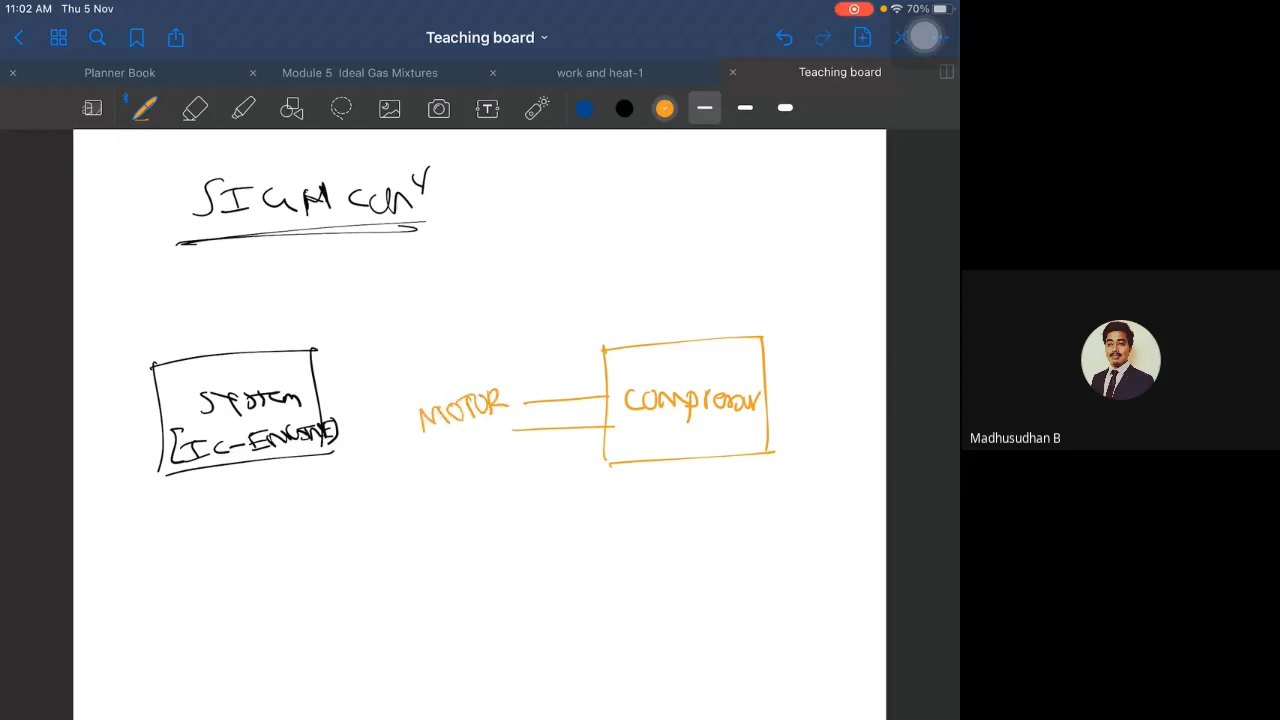 11:02 AM Thu 5 Nov
70%
Teaching board
Planner Book
Module 5 Ideal Gas Mixtures
work and heat-1
Teaching board
T
SIGN
System
[IC-ENGINE)
MOTOR
Compressor
Madhusudhan B